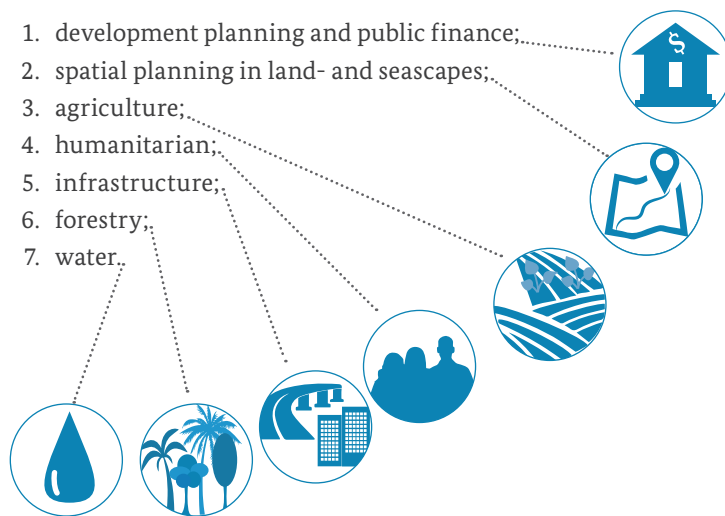 1. development planning and public finance;
2. spatial planning in land- and seascapes;
3. agriculture;
4. humanitarian;
5. infrastructure;
6. forestry;
7. water.
$